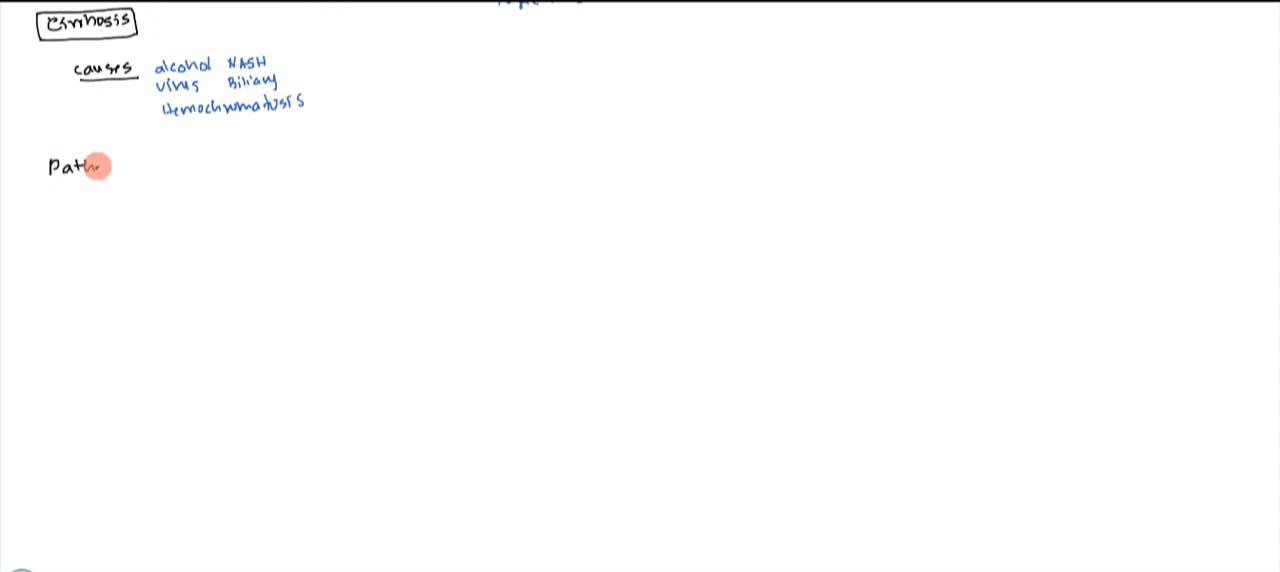 Cirrhosis
causes alcohol NASH
virus Biliary
Hemochromatosis
Path